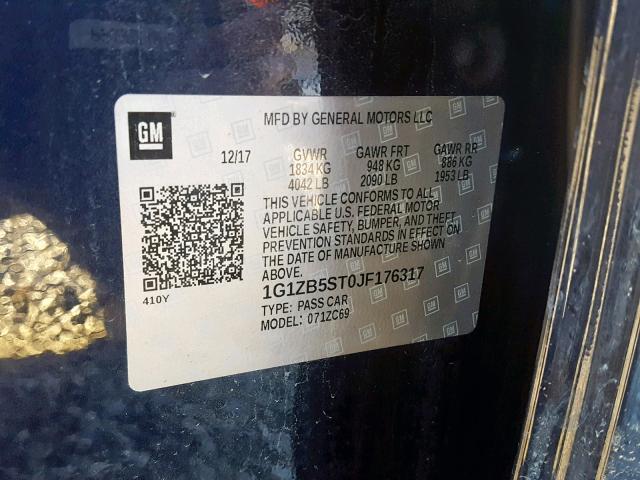 GM
MFD BY GENERAL MOTORS LLC
12/17 GVWR GAWR FRT GAWR RR
1834 KG 948 KG 886 KG
4042 LB 2090 LB 1953 LB
THIS VEHICLE CONFORMS TO ALL
APPLICABLE U.S. FEDERAL MOTOR
VEHICLE SAFETY, BUMPER, AND THEFT
PREVENTION STANDARDS IN EFFECT ON
THE DATE OF MANUFACTURE SHOWN
ABOVE.
410Y
1G1ZB5ST0JF176317
TYPE: PASS CAR
MODEL: 071ZC69